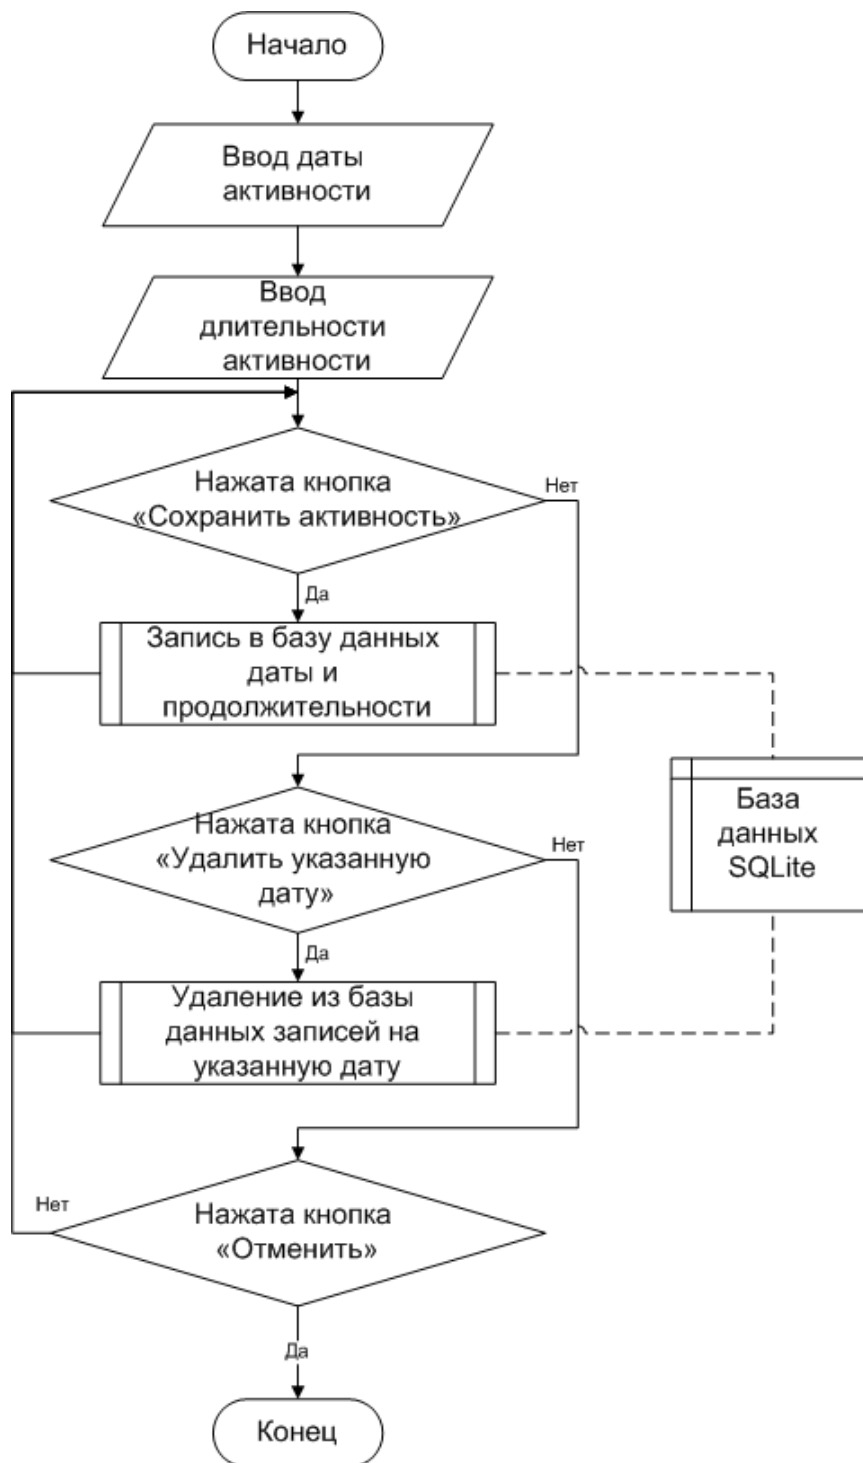 Начало
Ввод даты
активности
Ввод
длительности
активности
Нажата кнопка
«Сохранить активность»
Нет
Да
Запись в базу данных
даты и
продолжительности
База
данных
SQLite
Нажата кнопка
«Удалить указанную
дату»
Нет
Да
Удаление из базы
данных записей на
указанную дату
Нажата кнопка
«Отменить»
Нет
Да
Конец